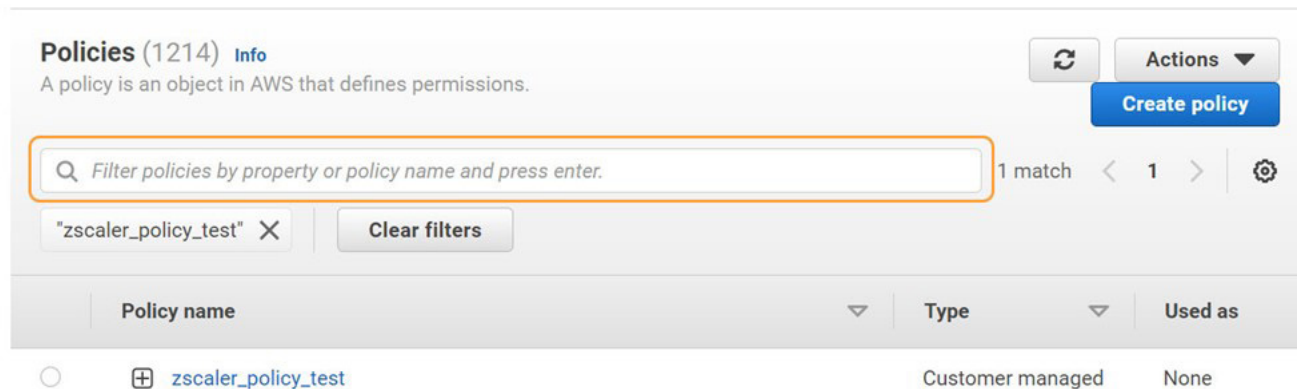 Policies (1214) Info
A policy is an object in AWS that defines permissions.
Actions
Create policy
Filter policies by property or policy name and press enter.
1 match
1
"zscaler_policy_test"
Clear filters
Policy name
Type
Used as
zscaler_policy_test
Customer managed
None